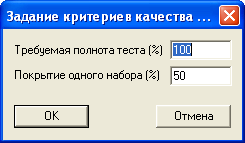 Задание критериев качества ...
Требуемая полнота теста (%) 100
Покрытие одного набора (%) 50
OK Отмена